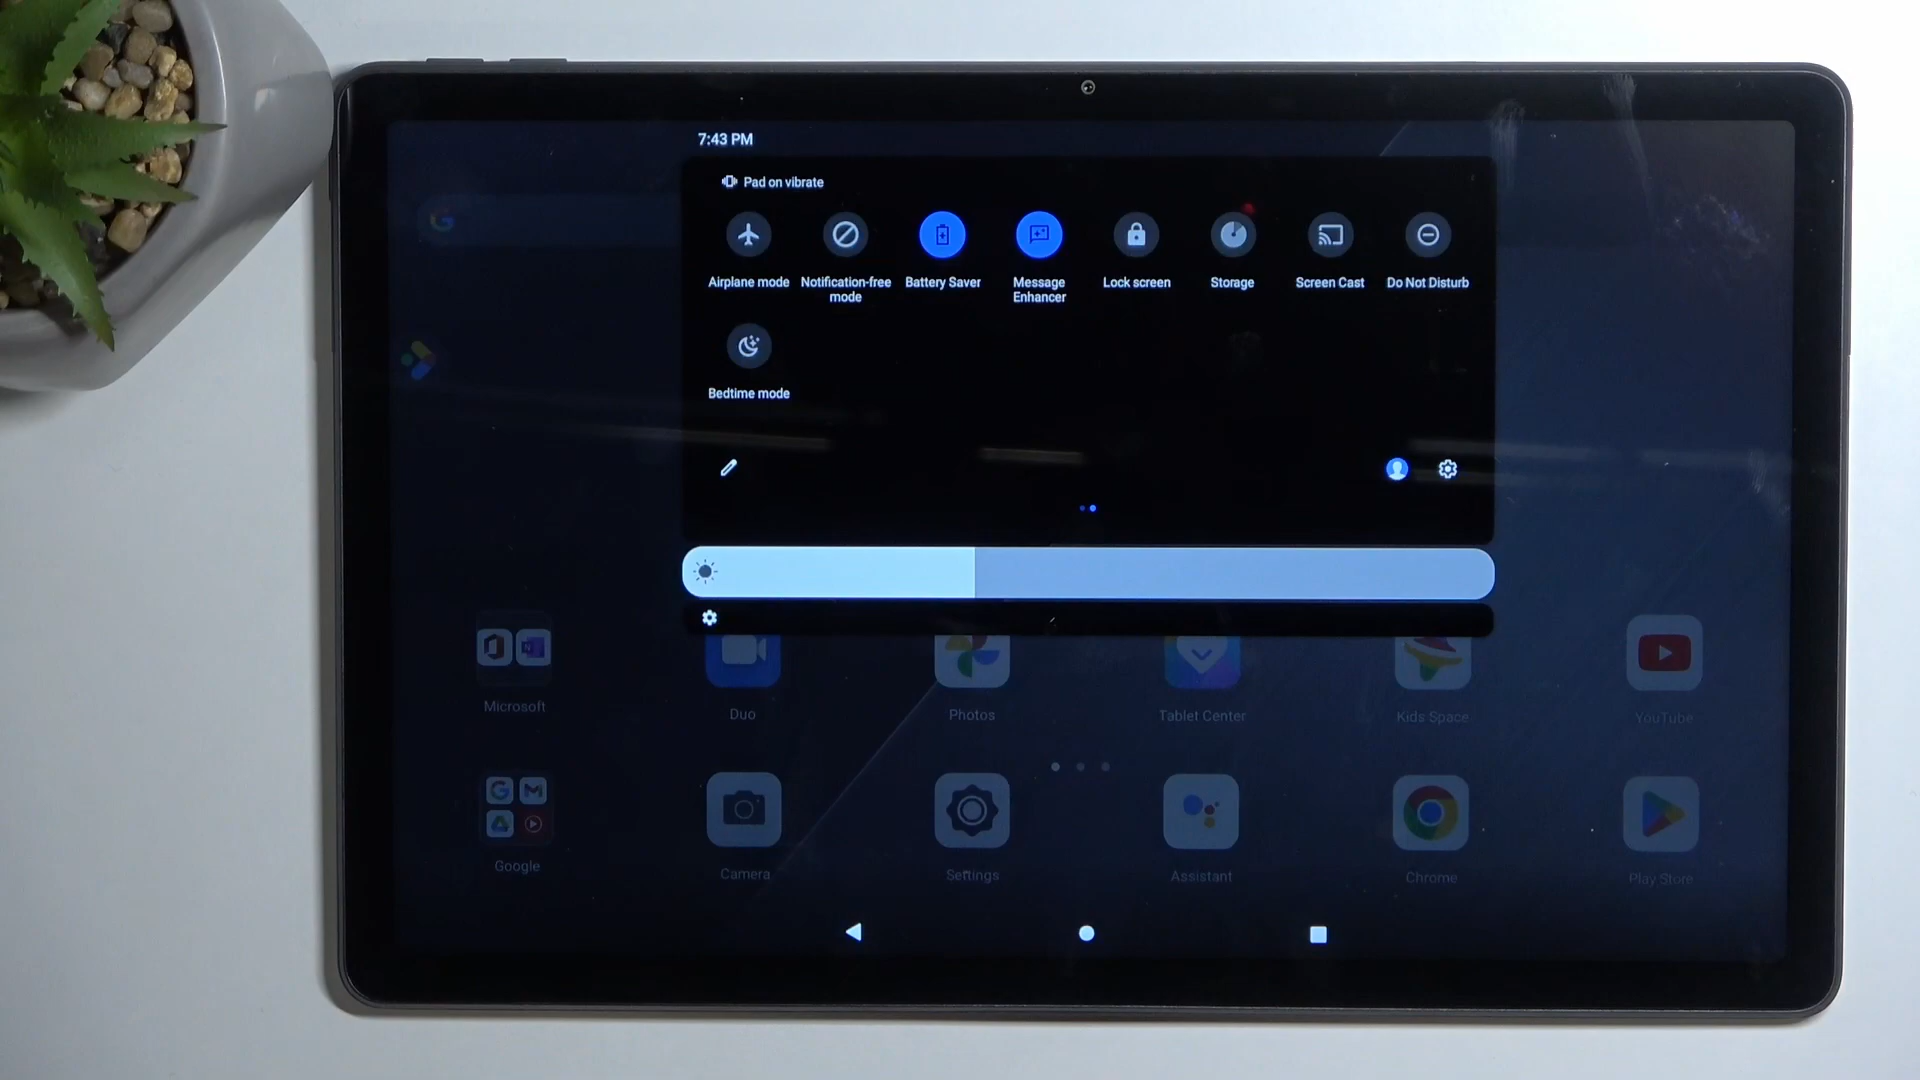 7:43 PM
Pad on vibrate
Airplane mode
Notification-free
mode
Battery Saver
Message
Enhancer
Lock screen
Storage
Screen Cast
Do Not Disturb
Bedtime mode
Microsoft
Duo
Photos
Tablet Center
Kids Space
YouTube
Google
Camera
Settings
Assistant
Chrome
Play Store